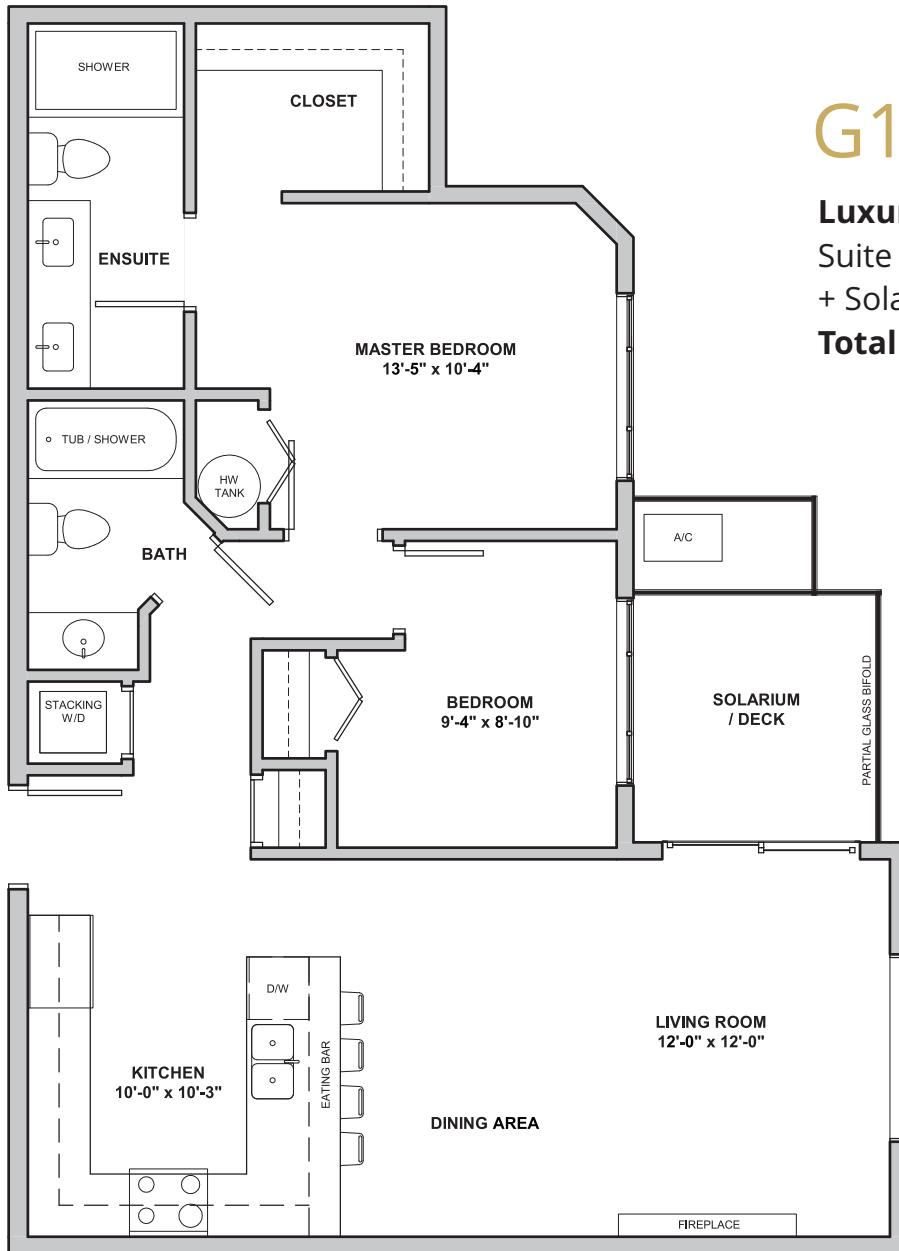 SHOWER
CLOSET
G1
Luxur
Suite
+ Sola
Total
ENSUITE
MASTER BEDROOM
13'-5" x 10'-4"
TUB / SHOWER
HW
TANK
A/C
BATH
STACKING
W/D
BEDROOM
9'-4" x 8'-10"
SOLARIUM
/ DECK
PARTIAL GLASS BIFOLD
D/W
EATING BAR
LIVING ROOM
12'-0" x 12'-0"
KITCHEN
10'-0" x 10'-3"
DINING AREA
FIREPLACE